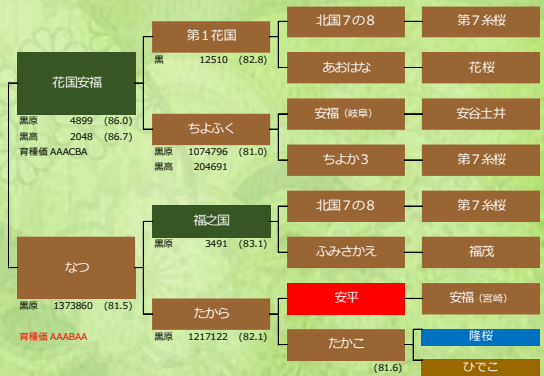 花国安福
黒原 4899 (86.0)
黒高 2048 (86.7)
育種価 AAACBA
なつ
黒原 1373860 (81.5)
育種価 AAABAA
第1花国
黒 12510 (82.8)
ちよふく
黒原 1074796 (81.0)
黒高 204691
福之国
黒原 3491 (83.1)
たから
黒原 1217122 (82.1)
北国7の8
あおはな
安福（岐阜）
ちよか3
北国7の8
ふみさかえ
安平
たかこ
(81.6)
第7糸桜
花桜
安谷土井
第7糸桜
第7糸桜
福茂
安福（宮崎）
隆桜
ひでこ